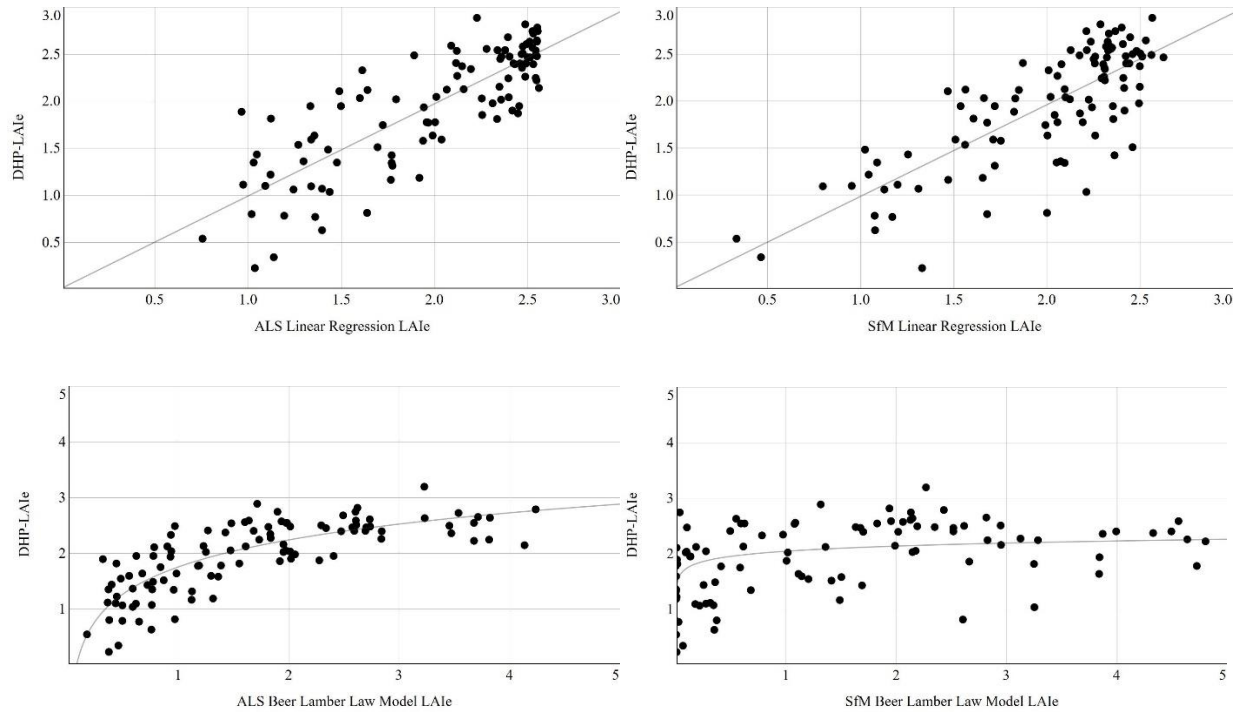 3.0
2.5
2.0
1.5
1.0
0.5
DHP-LAIe
0.5 1.0 1.5 2.0 2.5 3.0
ALS Linear Regression LAIe
3.0
2.5
2.0
1.5
1.0
0.5
DHP-LAIe
0.5 1.0 1.5 2.0 2.5 3.0
SfM Linear Regression LAIe
5
4
3
2
1
DHP-LAIe
1 2 3 4 5
ALS Beer Lamber Law Model LAIe
5
4
3
2
1
DHP-LAIe
1 2 3 4 5
SfM Beer Lamber Law Model LAIe